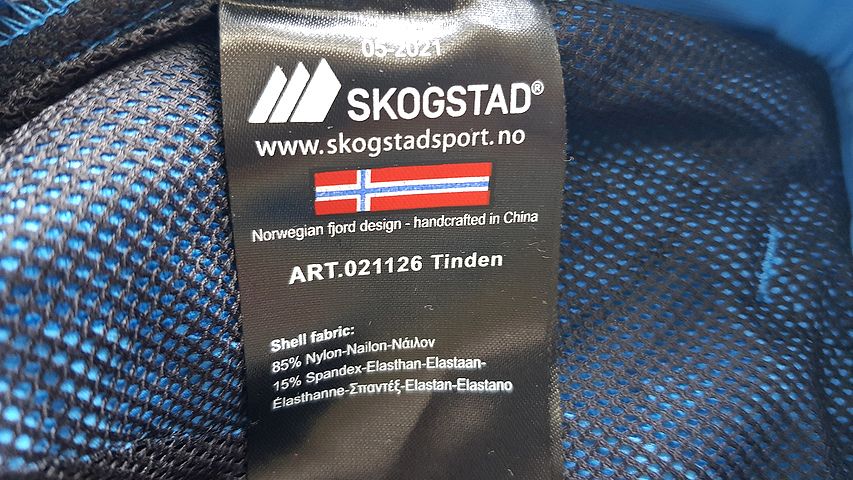 05-2021
SKOGSTAD®
www.skogstadsport.no
Norwegian fjord design - handcrafted in China
ART.021126 Tinden
Shell fabric:
85% Nylon-Nailon-Νάιλον
15% Spandex-Elasthan-Elastaan-
Élasthanne-Σπαντέξ-Elastan-Elastano